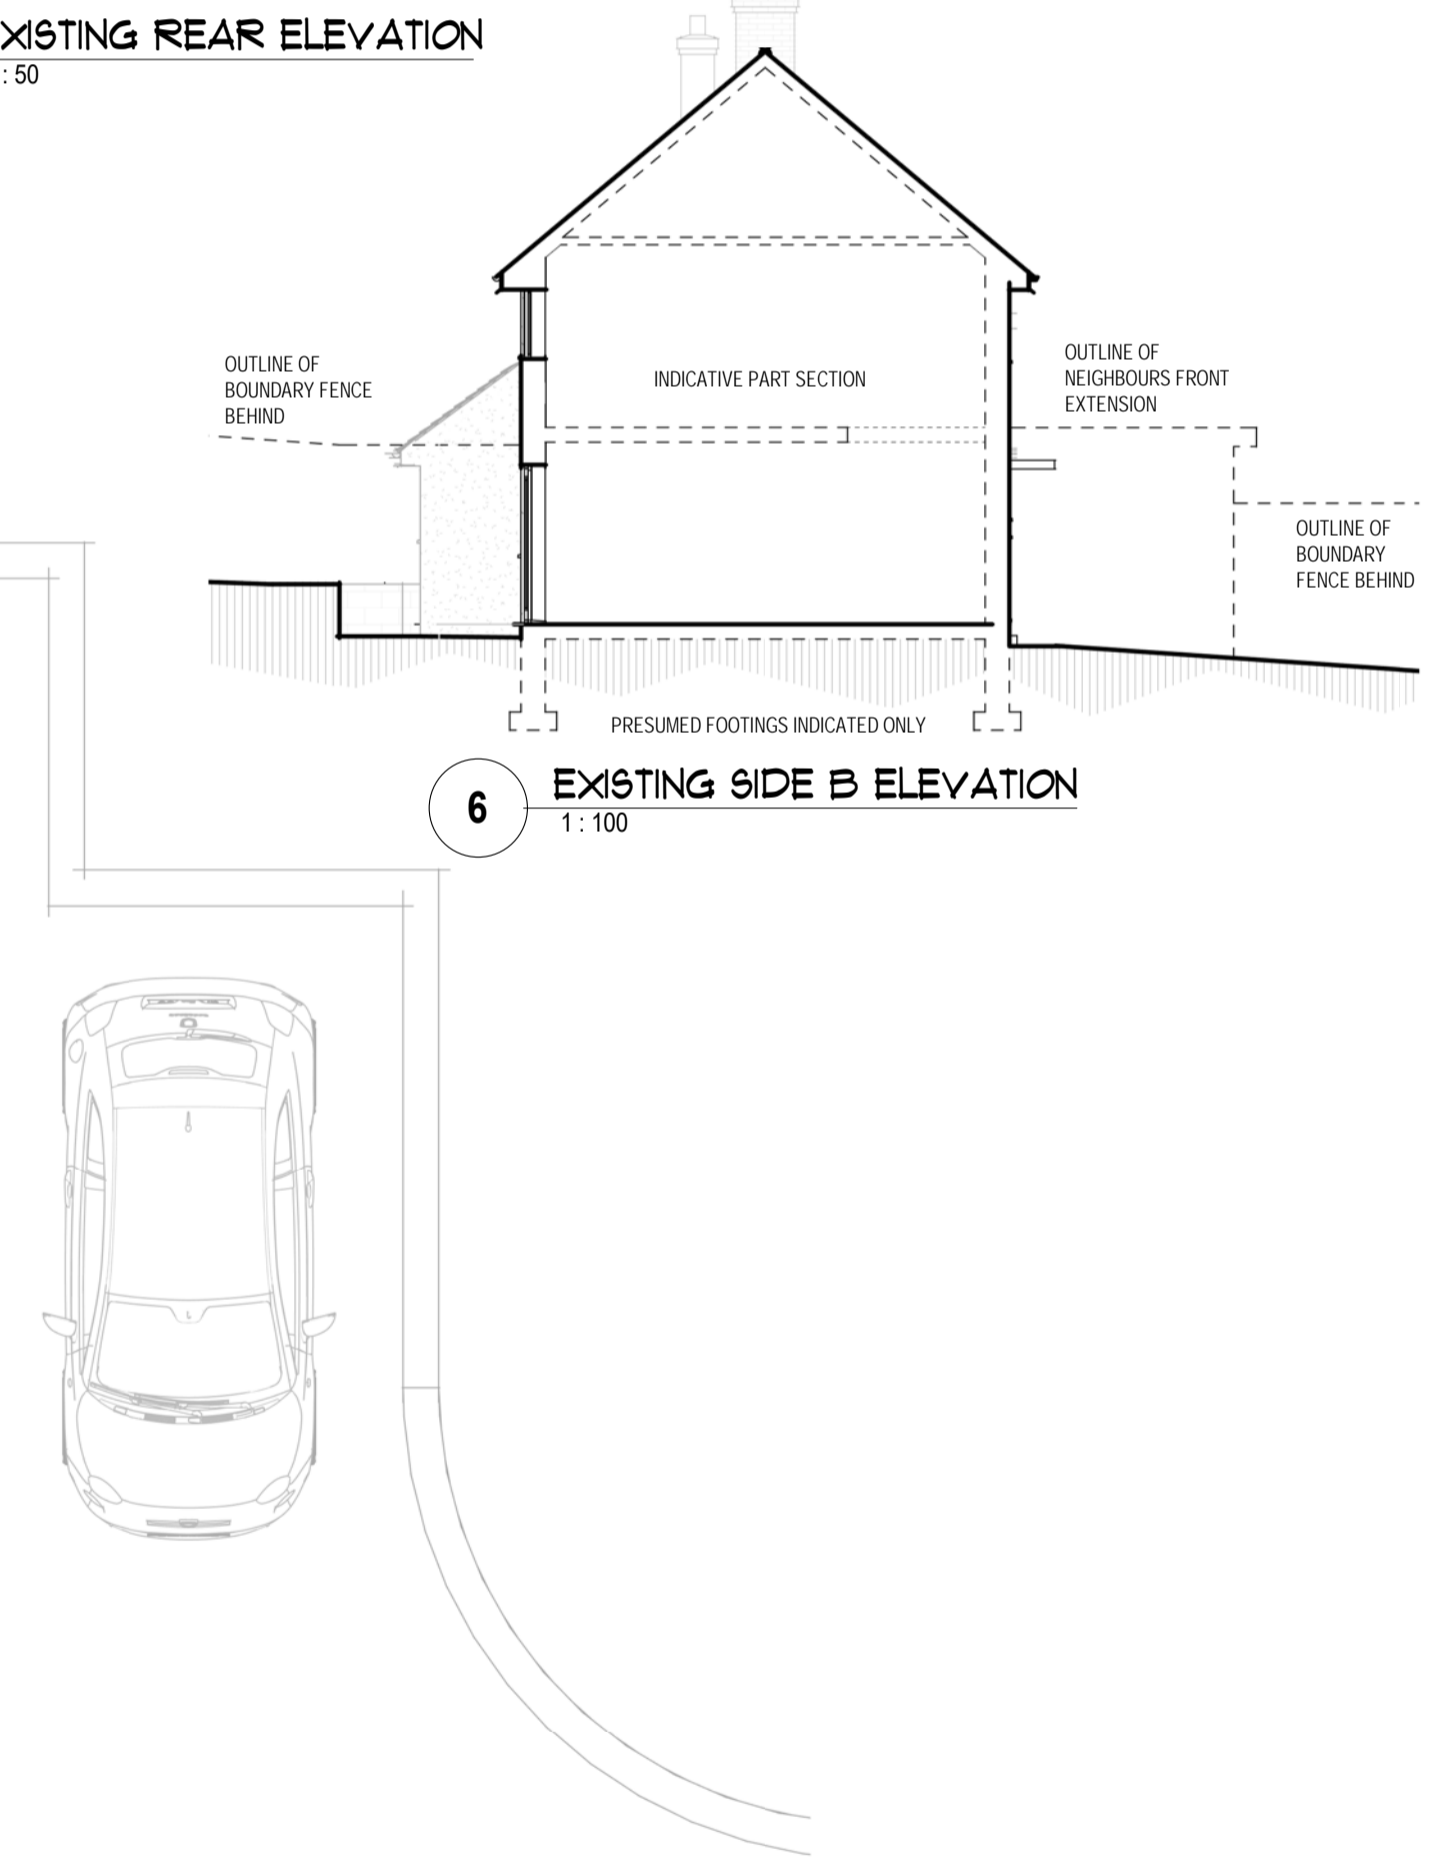 XISTING REAR ELEVATION
: 50
OUTLINE OF
BOUNDARY FENCE
BEHIND
INDICATIVE PART SECTION
OUTLINE OF
NEIGHBOURS FRONT
EXTENSION
OUTLINE OF
BOUNDARY
FENCE BEHIND
PRESUMED FOOTINGS INDICATED ONLY
6
EXISTING SIDE B ELEVATION
1 : 100